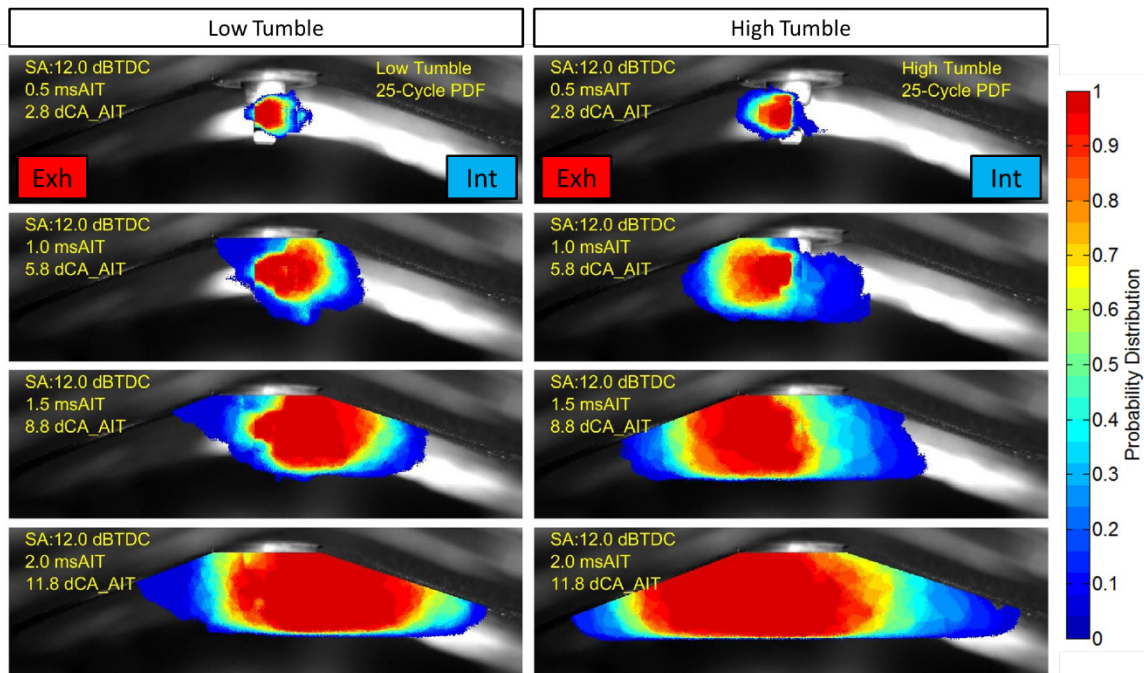 Low Tumble
High Tumble
SA:12.0 dBTDC
0.5 msAIT
2.8 dCA_AIT
Low Tumble
25-Cycle PDF
Exh
Int
SA:12.0 dBTDC
0.5 msAIT
2.8 dCA_AIT
High Tumble
25-Cycle PDF
Exh
Int
SA:12.0 dBTDC
1.0 msAIT
5.8 dCA_AIT
SA:12.0 dBTDC
1.0 msAIT
5.8 dCA_AIT
SA:12.0 dBTDC
1.5 msAIT
8.8 dCA_AIT
SA:12.0 dBTDC
1.5 msAIT
8.8 dCA_AIT
SA:12.0 dBTDC
2.0 msAIT
11.8 dCA_AIT
SA:12.0 dBTDC
2.0 msAIT
11.8 dCA_AIT
1
0.9
0.8
0.7
0.6
0.5
0.4
0.3
0.2
0.1
0
Probability Distribution